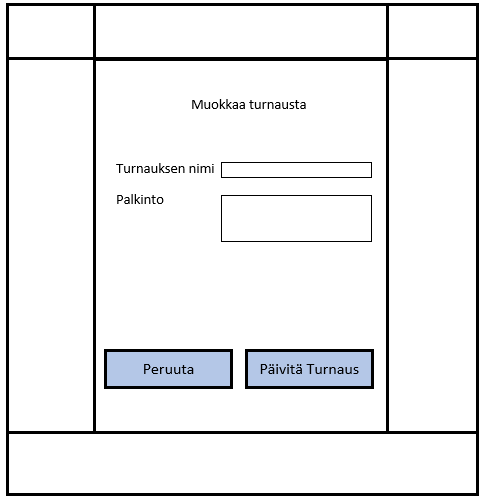 Muokkaa turnausta
Turnauksen nimi
Palkinto
Peruuta
Päivitä Turnaus